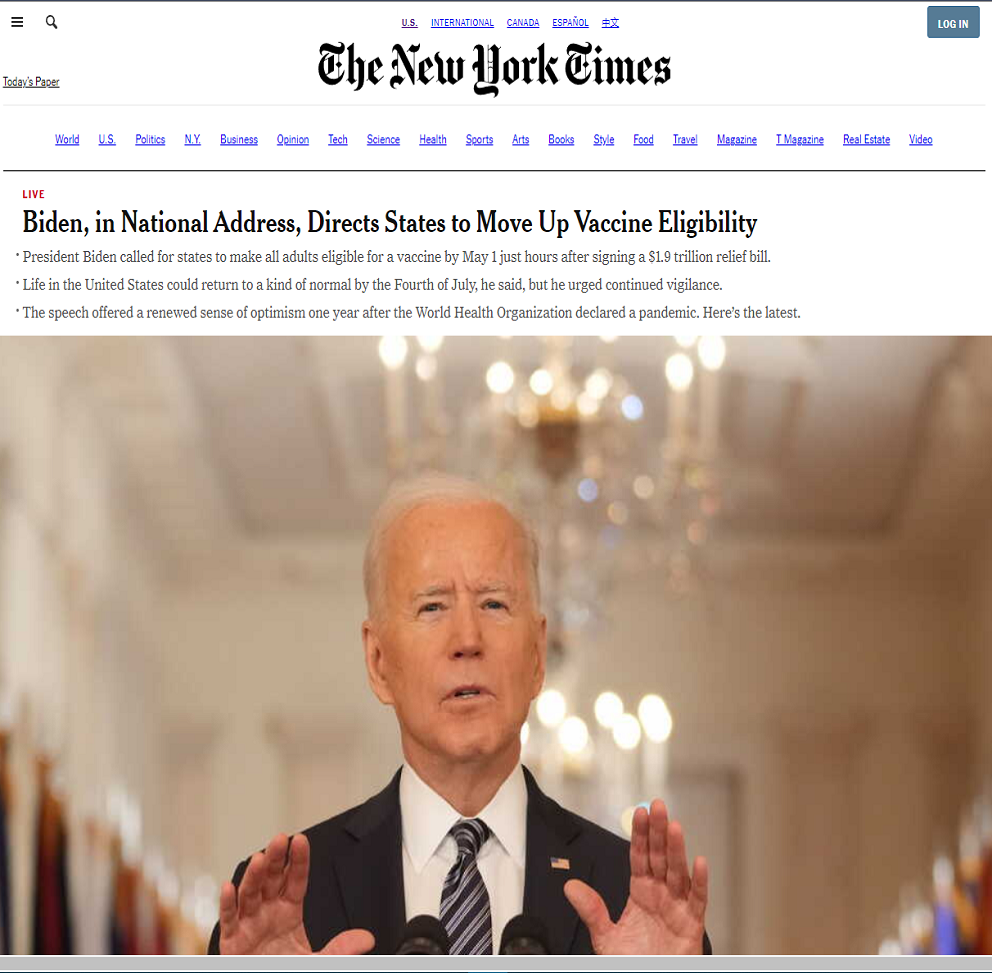 U.S. INTERNATIONAL CANADA ESPAÑOL 中文
LOG IN
The New York Times
Today's Paper
World U.S. Politics N.Y. Business Opinion Tech Science Health Sports Arts Books Style Food Travel Magazine T Magazine Real Estate Video
LIVE
Biden, in National Address, Directs States to Move Up Vaccine Eligibility
· President Biden called for states to make all adults eligible for a vaccine by May 1 just hours after signing a $1.9 trillion relief bill.
· Life in the United States could return to a kind of normal by the Fourth of July, he said, but he urged continued vigilance.
· The speech offered a renewed sense of optimism one year after the World Health Organization declared a pandemic. Here's the latest.